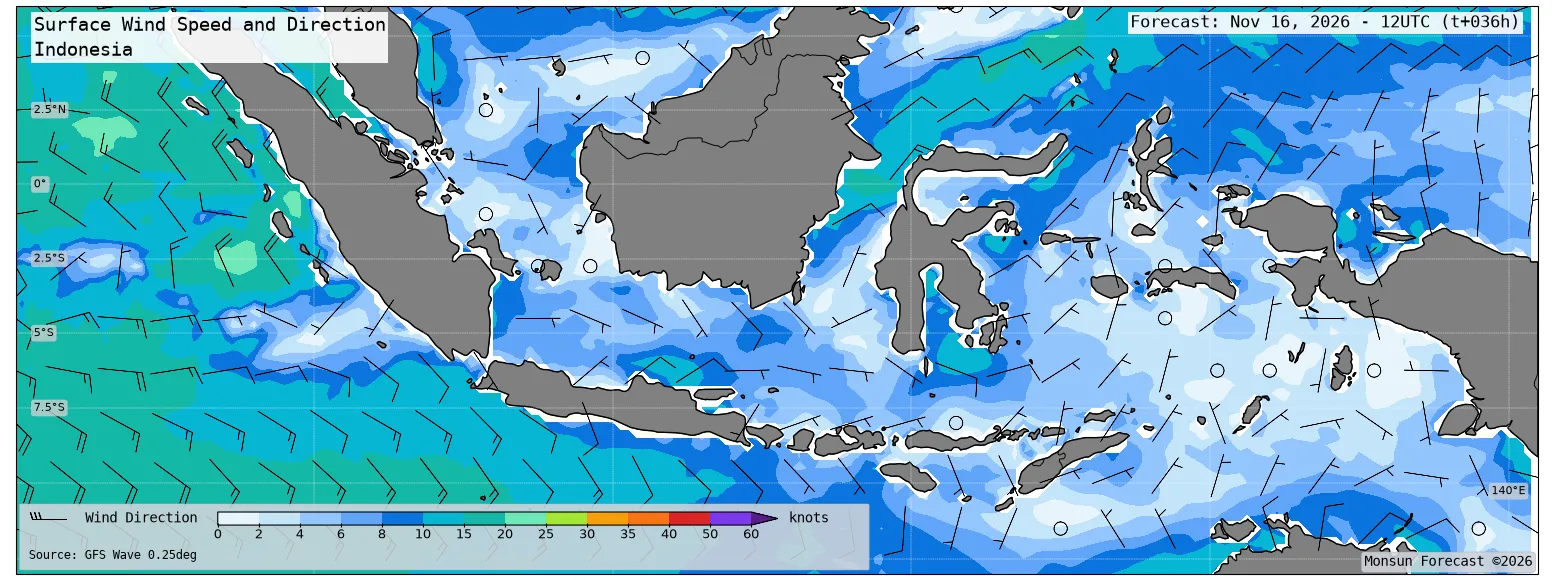 Surface Wind Speed and Direction
Indonesia
Forecast: Nov 16, 2026 - 12UTC (t+036h)
2.5°N
0°
2.5°S
5°S
7.5°S
140°E
Wind Direction
0 2 4 6 8 10 15 20 25 30 35 40 50 60
knots
Source: GFS Wave 0.25deg
Monsun Forecast ©2026